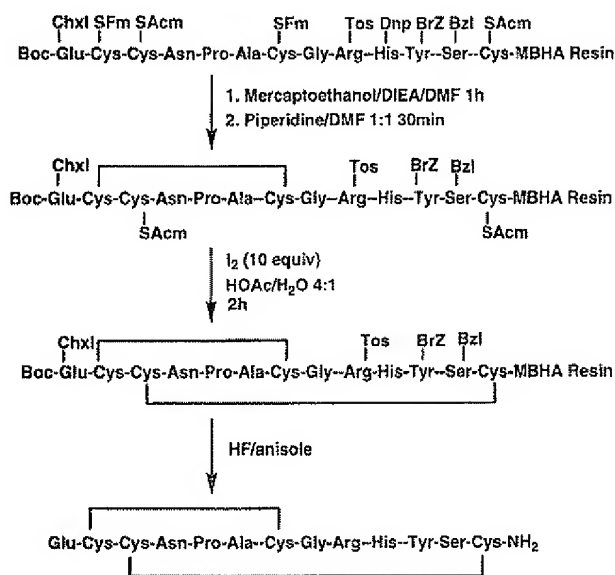 Chxl SFm SAcm SFm Tos Dnp BrZ Bzl SAcm
Boc-Glu-Cys-Cys-Asn-Pro-Ala-Cys-Gly-Arg-His-Tyr-Ser-Cys-MBHA Resin
1. Mercaptoethanol/DIEA/DMF 1h
2. Piperidine/DMF 1:1 30min
Chxl Tos BrZ Bzl
Boc-Glu-Cys-Cys-Asn-Pro-Ala-Cys-Gly-Arg-His-Tyr-Ser-Cys-MBHA Resin
SAcm SAcm
I₂ (10 equiv)
HOAc/H₂O 4:1
2h
Chxl Tos BrZ Bzl
Boc-Glu-Cys-Cys-Asn-Pro-Ala-Cys-Gly-Arg-His-Tyr-Ser-Cys-MBHA Resin
HF/anisole
Glu-Cys-Cys-Asn-Pro-Ala-Cys-Gly-Arg-His-Tyr-Ser-Cys-NH₂